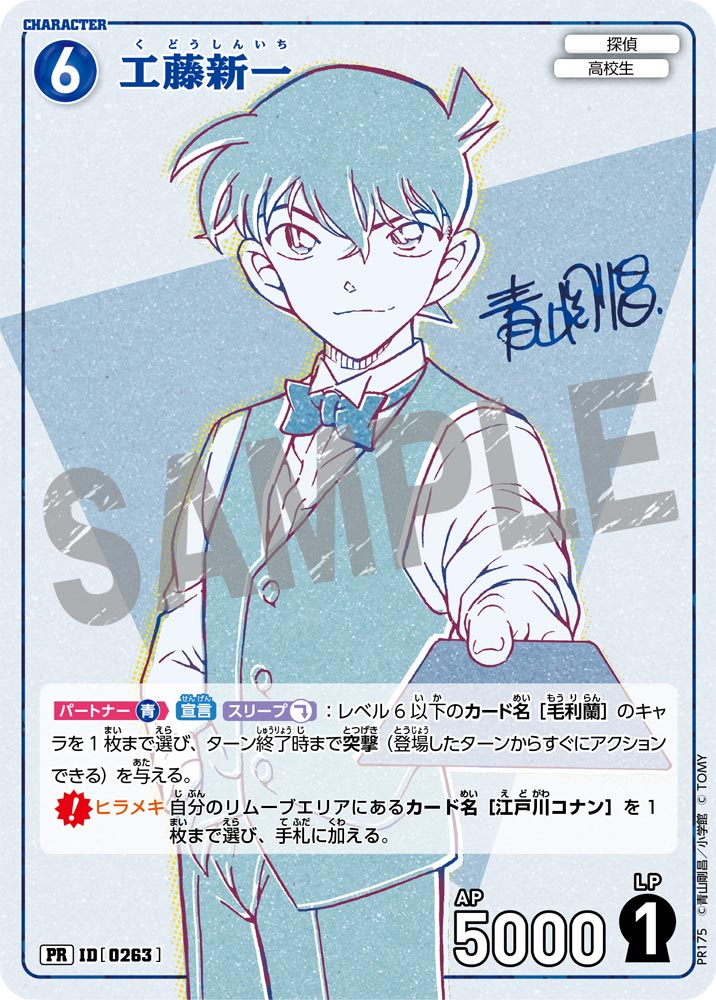 CHARACTER
6
くどうしんいち
工藤新一
探偵
高校生
青山剛昌.
SAMPLE
パートナー 青 宣言 スリープ ：レベル6以下のカード名［毛利蘭］のキャ
ラを1枚まで選び、ターン終了時まで突撃（登場したターンからすぐにアクション
できる）を与える。
ヒラメキ 自分のリムーブエリアにあるカード名［江戸川コナン］を1
枚まで選び、手札に加える。
AP
5000
LP
1
PR ID[0263]
PR175 ©青山剛昌／小学館 © TOMY